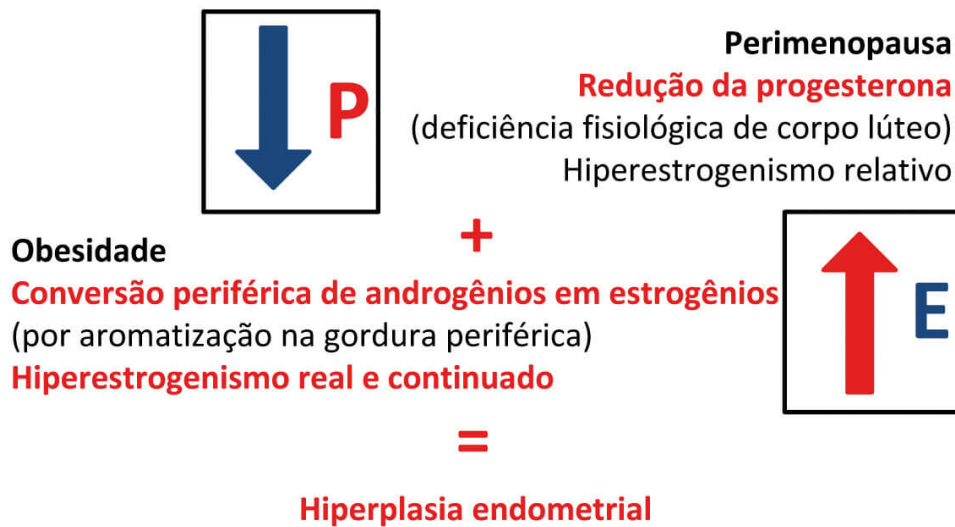 P
Perimenopausa
Redução da progesterona
(deficiência fisiológica de corpo lúteo)
Hiperestrogenismo relativo
+
Obesidade
Conversão periférica de androgênios em estrogênios
(por aromatização na gordura periférica)
Hiperestrogenismo real e continuado
E
=
Hiperplasia endometrial